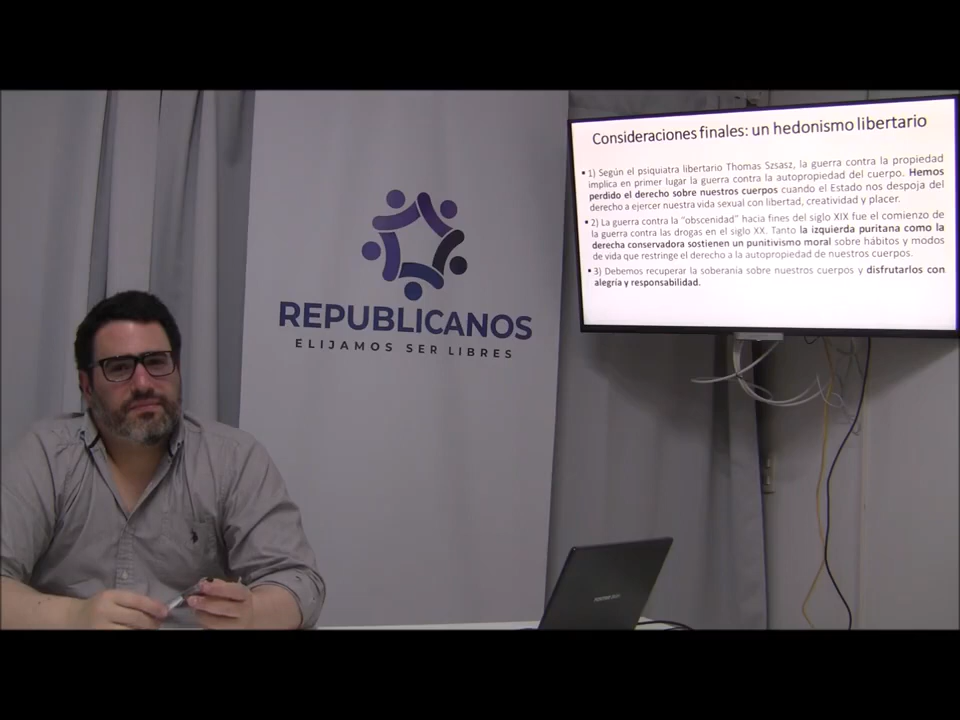 Consideraciones finales: un hedonismo libertario
▪ 1) Según el psiquiatra libertario Thomas Szsasz, la guerra contra la propiedad
implica en primer lugar la guerra contra la autopropiedad del cuerpo. Hemos
perdido el derecho sobre nuestros cuerpos cuando el Estado nos despoja del
derecho a ejercer nuestra vida sexual con libertad, creatividad y placer.
▪ 2) La guerra contra la "obscenidad" hacia fines del siglo XIX fue el comienzo de
la guerra contra las drogas en el siglo XX. Tanto la izquierda puritana como la
derecha conservadora sostienen un punitivismo moral sobre hábitos y modos
de vida que restringe el derecho a la autopropiedad de nuestros cuerpos.
▪ 3) Debemos recuperar la soberania sobre nuestros cuerpos y disfrutarlos con
alegría y responsabilidad.
REPUBLICANOS
ELIJAMOS SER LIBRES